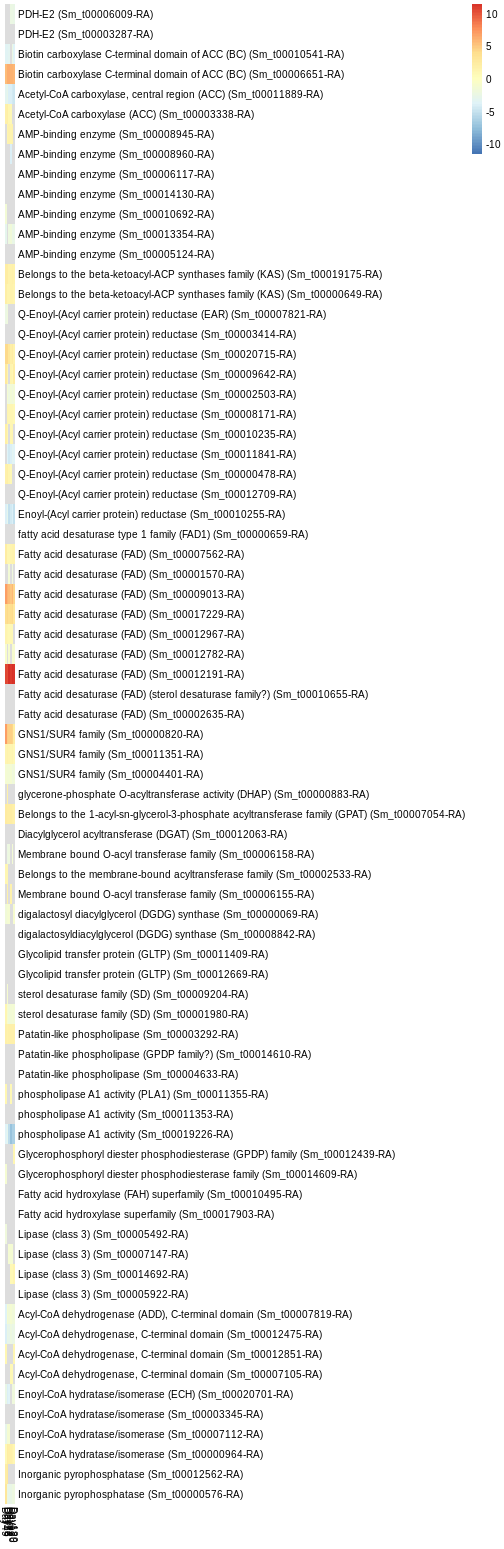 PDH-E2 (Sm_t00006009-RA)
PDH-E2 (Sm_t00003287-RA)
Biotin carboxylase C-terminal domain of ACC (BC) (Sm_t00010541-RA)
Biotin carboxylase C-terminal domain of ACC (BC) (Sm_t00006651-RA)
Acetyl-CoA carboxylase, central region (ACC) (Sm_t00011889-RA)
Acetyl-CoA carboxylase (ACC) (Sm_t00003338-RA)
AMP-binding enzyme (Sm_t00008945-RA)
AMP-binding enzyme (Sm_t00008960-RA)
AMP-binding enzyme (Sm_t00006117-RA)
AMP-binding enzyme (Sm_t00014130-RA)
AMP-binding enzyme (Sm_t00010692-RA)
AMP-binding enzyme (Sm_t00013354-RA)
AMP-binding enzyme (Sm_t00005124-RA)
Belongs to the beta-ketoacyl-ACP synthases family (KAS) (Sm_t00019175-RA)
Belongs to the beta-ketoacyl-ACP synthases family (KAS) (Sm_t00000649-RA)
Q-Enoyl-(Acyl carrier protein) reductase (EAR) (Sm_t00007821-RA)
Q-Enoyl-(Acyl carrier protein) reductase (Sm_t00003414-RA)
Q-Enoyl-(Acyl carrier protein) reductase (Sm_t00020715-RA)
Q-Enoyl-(Acyl carrier protein) reductase (Sm_t00009642-RA)
Q-Enoyl-(Acyl carrier protein) reductase (Sm_t00002503-RA)
Q-Enoyl-(Acyl carrier protein) reductase (Sm_t00008171-RA)
Q-Enoyl-(Acyl carrier protein) reductase (Sm_t00010235-RA)
Q-Enoyl-(Acyl carrier protein) reductase (Sm_t00011841-RA)
Q-Enoyl-(Acyl carrier protein) reductase (Sm_t00000478-RA)
Q-Enoyl-(Acyl carrier protein) reductase (Sm_t00012709-RA)
Enoyl-(Acyl carrier protein) reductase (Sm_t00010255-RA)
fatty acid desaturase type 1 family (FAD1) (Sm_t00000659-RA)
Fatty acid desaturase (FAD) (Sm_t00007562-RA)
Fatty acid desaturase (FAD) (Sm_t00001570-RA)
Fatty acid desaturase (FAD) (Sm_t00009013-RA)
Fatty acid desaturase (FAD) (Sm_t00017229-RA)
Fatty acid desaturase (FAD) (Sm_t00012967-RA)
Fatty acid desaturase (FAD) (Sm_t00012782-RA)
Fatty acid desaturase (FAD) (Sm_t00012191-RA)
Fatty acid desaturase (FAD) (sterol desaturase family?) (Sm_t00010655-RA)
Fatty acid desaturase (FAD) (Sm_t00002635-RA)
GNS1/SUR4 family (Sm_t00000820-RA)
GNS1/SUR4 family (Sm_t00011351-RA)
GNS1/SUR4 family (Sm_t00004401-RA)
glycerone-phosphate O-acyltransferase activity (DHAP) (Sm_t00000883-RA)
Belongs to the 1-acyl-sn-glycerol-3-phosphate acyltransferase family (GPAT) (Sm_t00007054-RA)
Diacylglycerol acyltransferase (DGAT) (Sm_t00012063-RA)
Membrane bound O-acyl transferase family (Sm_t00006158-RA)
Belongs to the membrane-bound acyltransferase family (Sm_t00002533-RA)
Membrane bound O-acyl transferase family (Sm_t00006155-RA)
digalactosyl diacylglycerol (DGDG) synthase (Sm_t00000069-RA)
digalactosyldiacylglycerol (DGDG) synthase (Sm_t00008842-RA)
Glycolipid transfer protein (GLTP) (Sm_t00011409-RA)
Glycolipid transfer protein (GLTP) (Sm_t00012669-RA)
sterol desaturase family (SD) (Sm_t00009204-RA)
sterol desaturase family (SD) (Sm_t00001980-RA)
Patatin-like phospholipase (Sm_t00003292-RA)
Patatin-like phospholipase (GPDP family?) (Sm_t00014610-RA)
Patatin-like phospholipase (Sm_t00004633-RA)
phospholipase A1 activity (PLA1) (Sm_t00011355-RA)
phospholipase A1 activity (Sm_t00011353-RA)
phospholipase A1 activity (Sm_t00019226-RA)
Glycerophosphoryl diester phosphodiesterase (GPDP) family (Sm_t00012439-RA)
Glycerophosphoryl diester phosphodiesterase family (Sm_t00014609-RA)
Fatty acid hydroxylase (FAH) superfamily (Sm_t00010495-RA)
Fatty acid hydroxylase superfamily (Sm_t00017903-RA)
Lipase (class 3) (Sm_t00005492-RA)
Lipase (class 3) (Sm_t00007147-RA)
Lipase (class 3) (Sm_t00014692-RA)
Lipase (class 3) (Sm_t00005922-RA)
Acyl-CoA dehydrogenase (ADD), C-terminal domain (Sm_t00007819-RA)
Acyl-CoA dehydrogenase, C-terminal domain (Sm_t00012475-RA)
Acyl-CoA dehydrogenase, C-terminal domain (Sm_t00012851-RA)
AcyI-CoA dehydrogenase, C-terminal domain (Sm_t00007105-RA)
Enoyl-CoA hydratase/isomerase (ECH) (Sm_t00020701-RA)
Enoyl-CoA hydratase/isomerase (Sm_t00003345-RA)
Enoyl-CoA hydratase/isomerase (Sm_t00007112-RA)
Enoyl-CoA hydratase/isomerase (Sm_t00000964-RA)
Inorganic pyrophosphatase (Sm_t00012562-RA)
Inorganic pyrophosphatase (Sm_t00000576-RA)
10
5
0
-5
-10